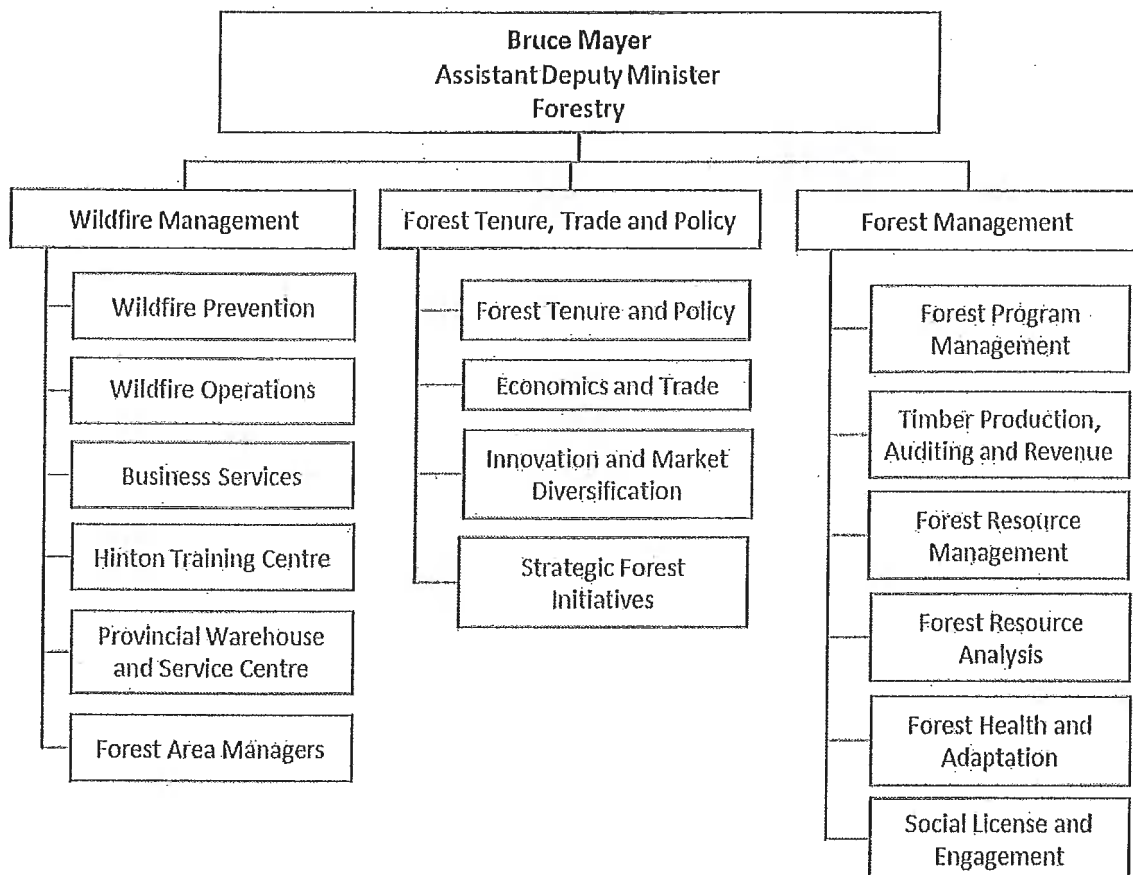 Bruce Mayer
Assistant Deputy Minister
Forestry
Wildfire Management
Wildfire Prevention
Wildfire Operations
Business Services
Hinton Training Centre
Provincial Warehouse
and Service Centre
Forest Area Managers
Forest Tenure, Trade and Policy
Forest Tenure and Policy
Economics and Trade
Innovation and Market
Diversification
Strategic Forest
Initiatives
Forest Management
Forest Program
Management
Timber Production,
Auditing and Revenue
Forest Resource
Management
Forest Resource
Analysis
Forest Health and
Adaptation
Social License and
Engagement